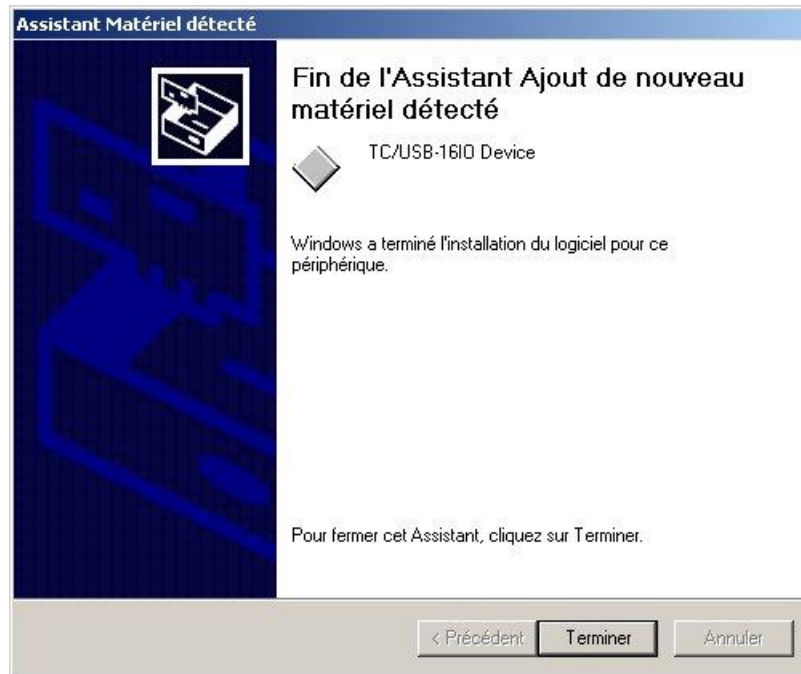 Assistant Matériel détecté
Fin de l'Assistant Ajout de nouveau
matériel détecté
TC/USB-16IO Device
Windows a terminé l'installation du logiciel pour ce
périphérique.
Pour fermer cet Assistant, cliquez sur Terminer.
< Précédent Terminer Annuler